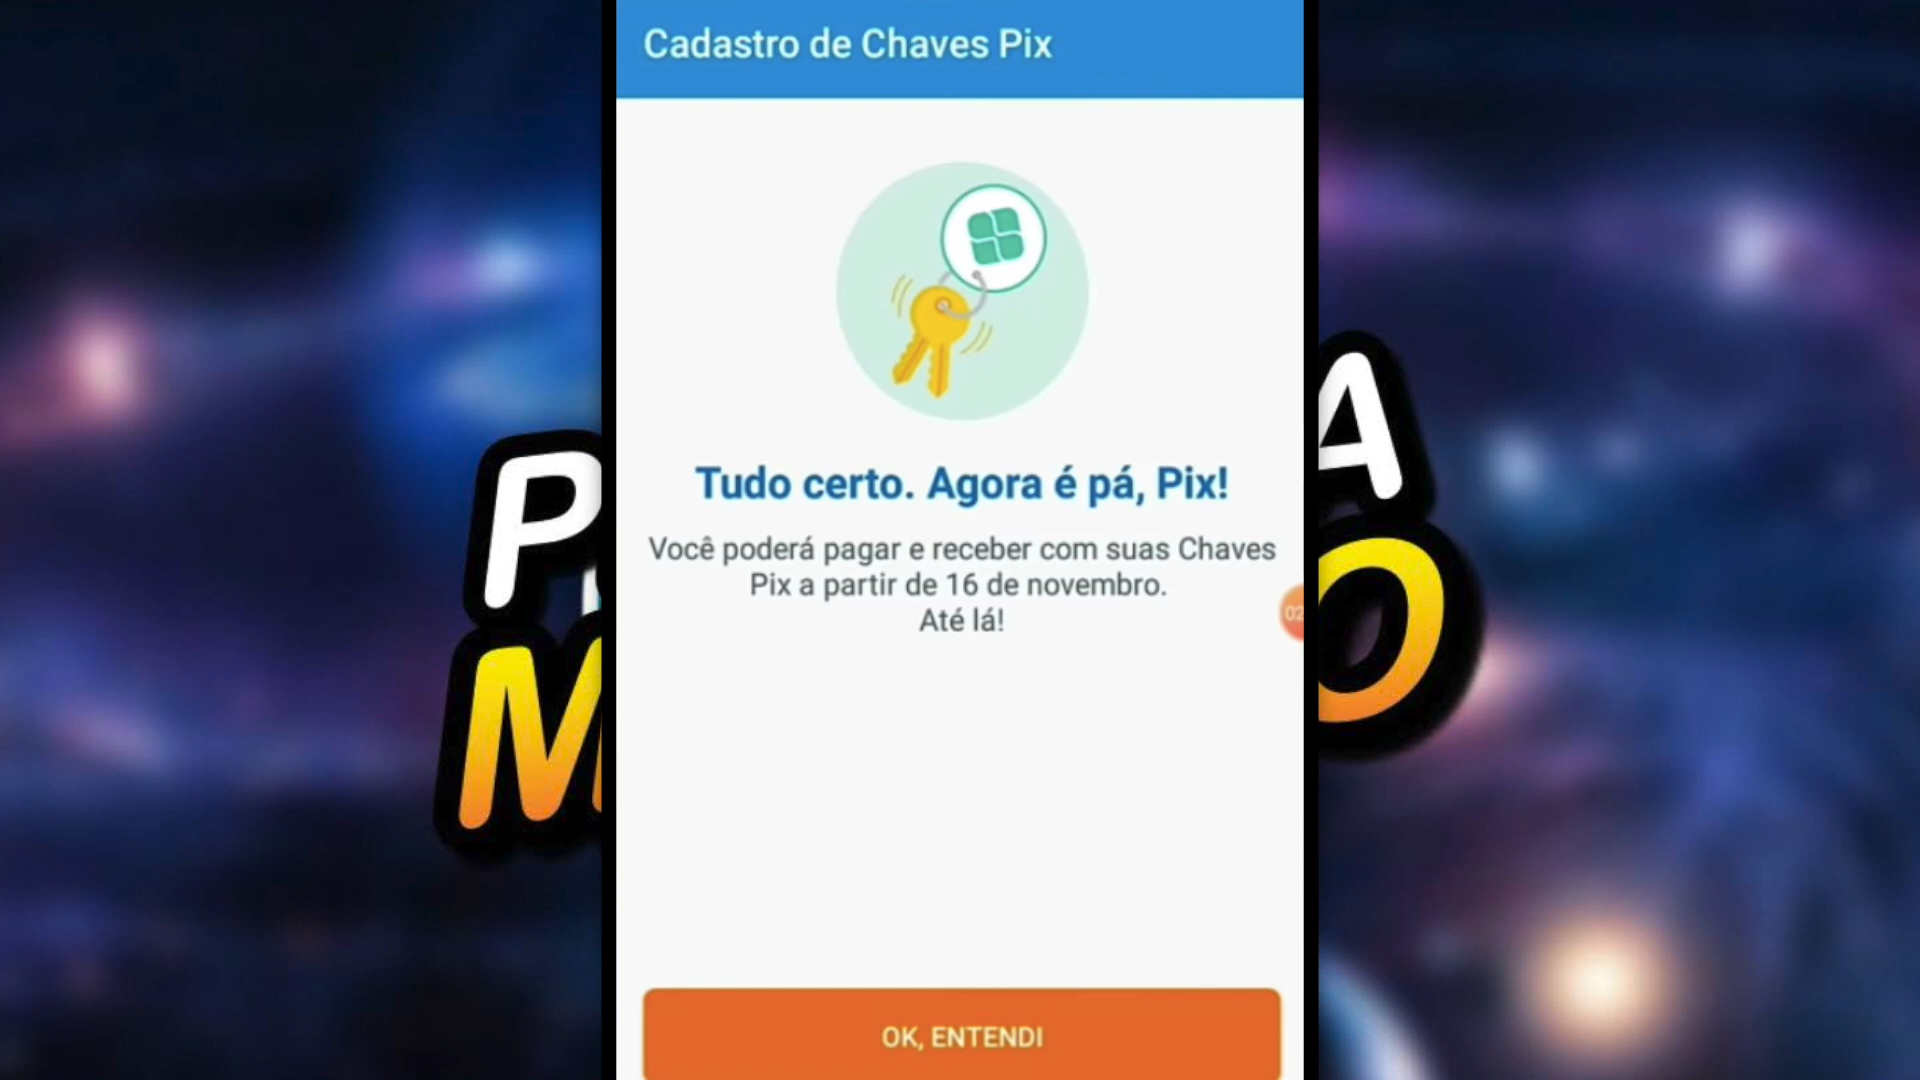 Cadastro de Chaves Pix
Tudo certo. Agora é pá, Pix!
Você poderá pagar e receber com suas Chaves
Pix a partir de 16 de novembro.
Até lá!
02
OK, ENTENDI
P
A
M
O